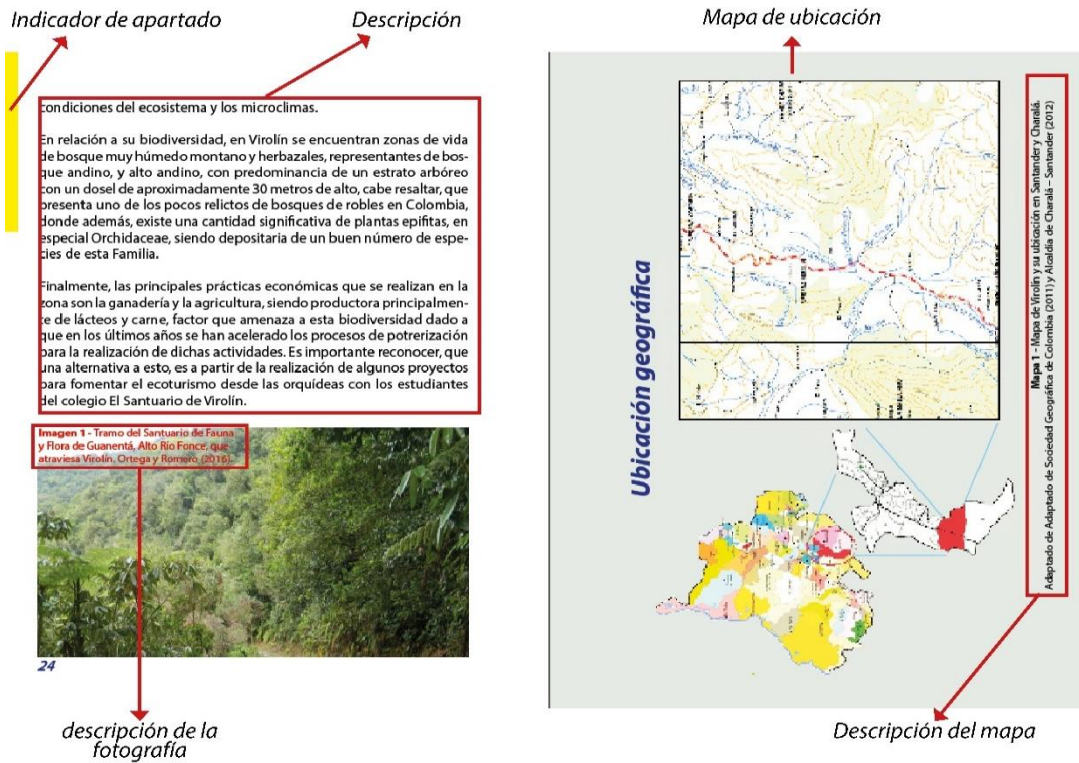 Indicador de apartado
Descripción
condiciones del ecosistema y los microclimas.
En relación a su biodiversidad, en Virolín se encuentran zonas de vida
de bosque muy húmedo montano y herbazales, representantes de bos-
que andino, y alto andino, con predominancia de un estrato arbóreo
con un dosel de aproximadamente 30 metros de alto, cabe resaltar, que
presenta uno de los pocos relictos de bosques de robles en Colombia,
donde además, existe una cantidad significativa de plantas epifitas, en
especial Orchidaceae, siendo depositaria de un buen número de espe-
cies de esta Familia.
Finalmente, las principales prácticas económicas que se realizan en la
zona son la ganadería y la agricultura, siendo productora principalmen-
te de lácteos y carne, factor que amenaza a esta biodiversidad dado a
que en los últimos años se han acelerado los procesos de potrerización
para la realización de dichas actividades. Es importante reconocer, que
una alternativa a esto, es a partir de la realización de algunos proyectos
para fomentar el ecoturismo desde las orquídeas con los estudiantes
del colegio El Santuario de Virolín.
Imagen 1 - Tramo del Santuario de Fauna
y Flora de Guanentá, Alto Río Fonce, que
atraviesa Virolín. Ortega y Romero (2016).
24
descripción de la
fotografía
Mapa de ubicación
Ubicación geográfica
Mapa 1 - Mapa de Virolín y su ubicación en Santander y Charalá.
Adaptado de Adaptado de Sociedad Geográfica de Colombia (2011) y Alcaldía de Charalá – Santander (2012)
Descripción del mapa